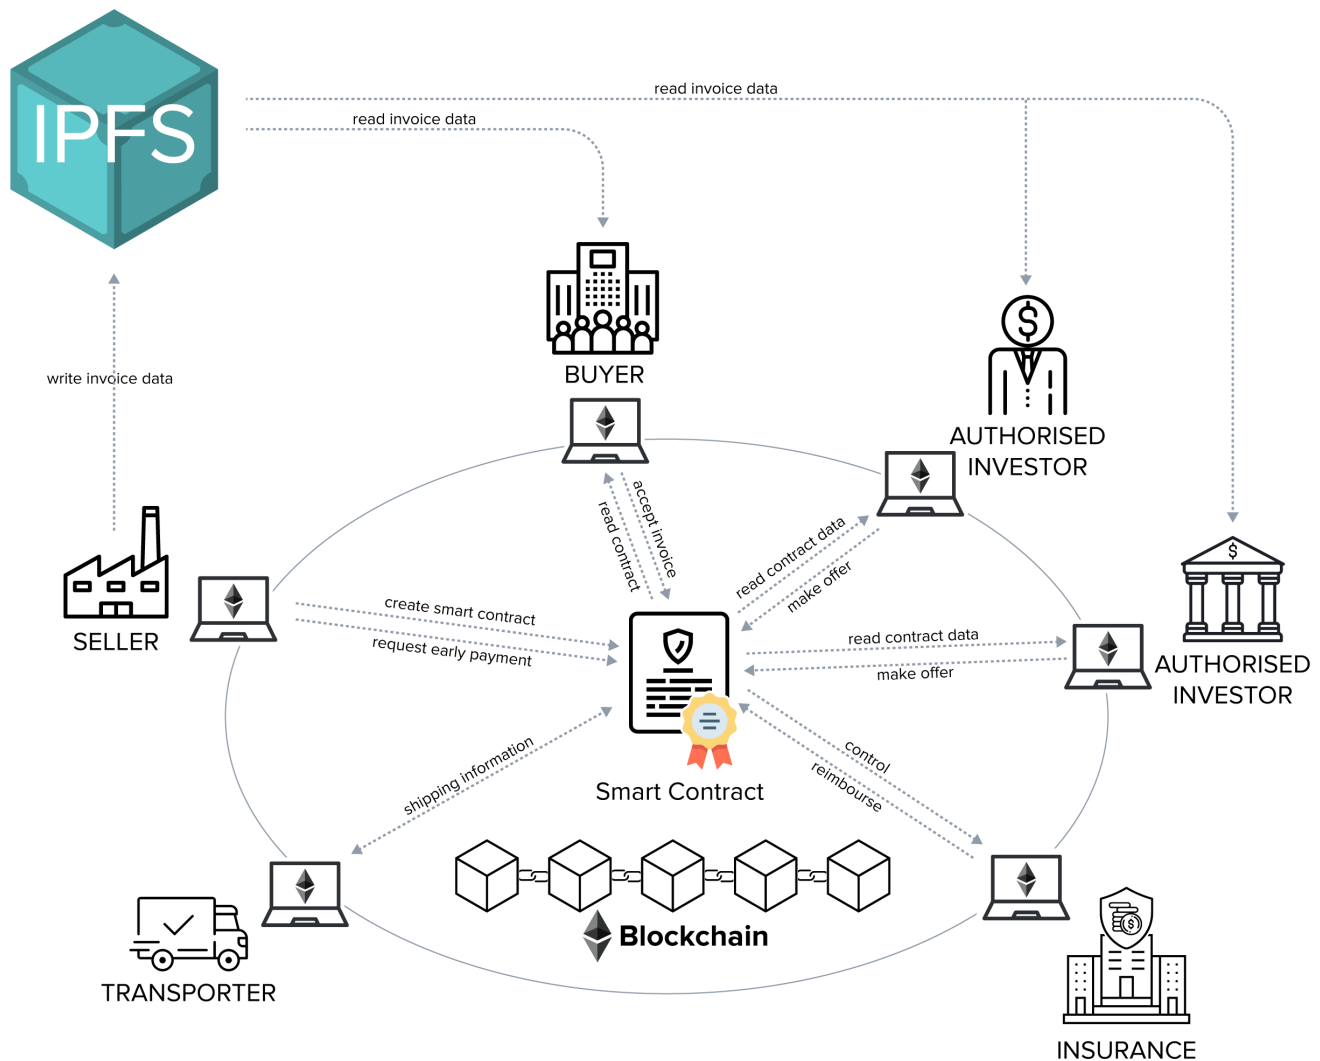 IPFS
read invoice data
read invoice data
write invoice data
BUYER
AUTHORISED
INVESTOR
accept invoice
read contract
read contract data
make offer
SELLER
create smart contract
request early payment
read contract data
make offer
AUTHORISED
INVESTOR
shipping information
control
reimbourse
Smart Contract
Blockchain
TRANSPORTER
INSURANCE